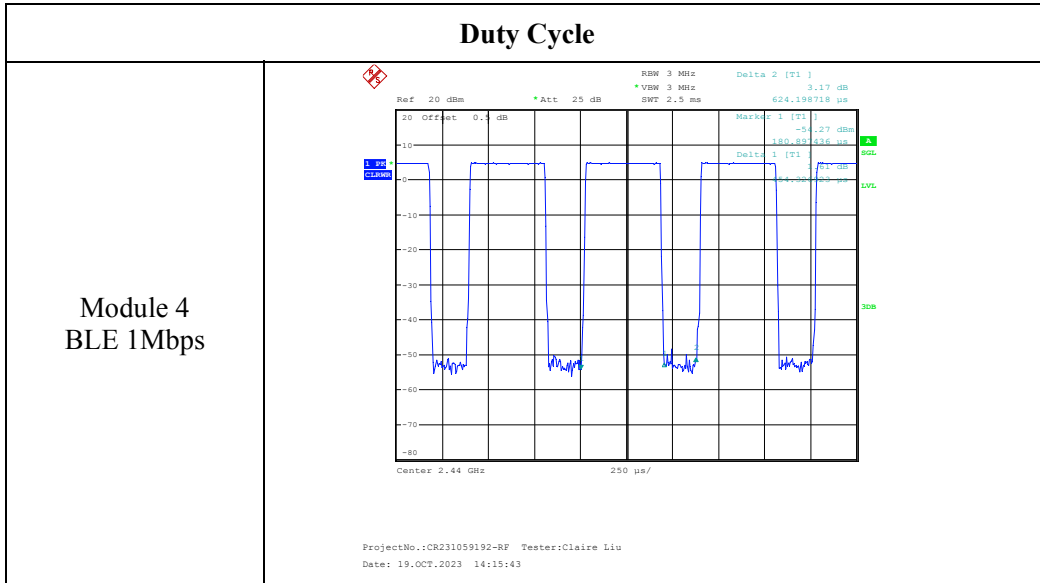 Duty Cycle
Module 4
BLE 1Mbps
R S
RBW 3 MHz
Delta 2 [T1 ]
* VBW 3 MHz
3.17 dB
Ref 20 dBm
* Att 25 dB
SWT 2.5 ms
624.198718 µs
20 Offset 0.5 dB
Marker 1 [T1 ]
-54.27 dBm
180.897436 µs
A
SGL
Delta 1 [T1 ]
dB
µs
LVL
3DB
1 PK *
CLRWR
10
0
-10
-20
-30
-40
-50
-60
-70
-80
2
Center 2.44 GHz
250 µs/
ProjectNo.:CR231059192-RF Tester:Claire Liu
Date: 19.OCT.2023 14:15:43